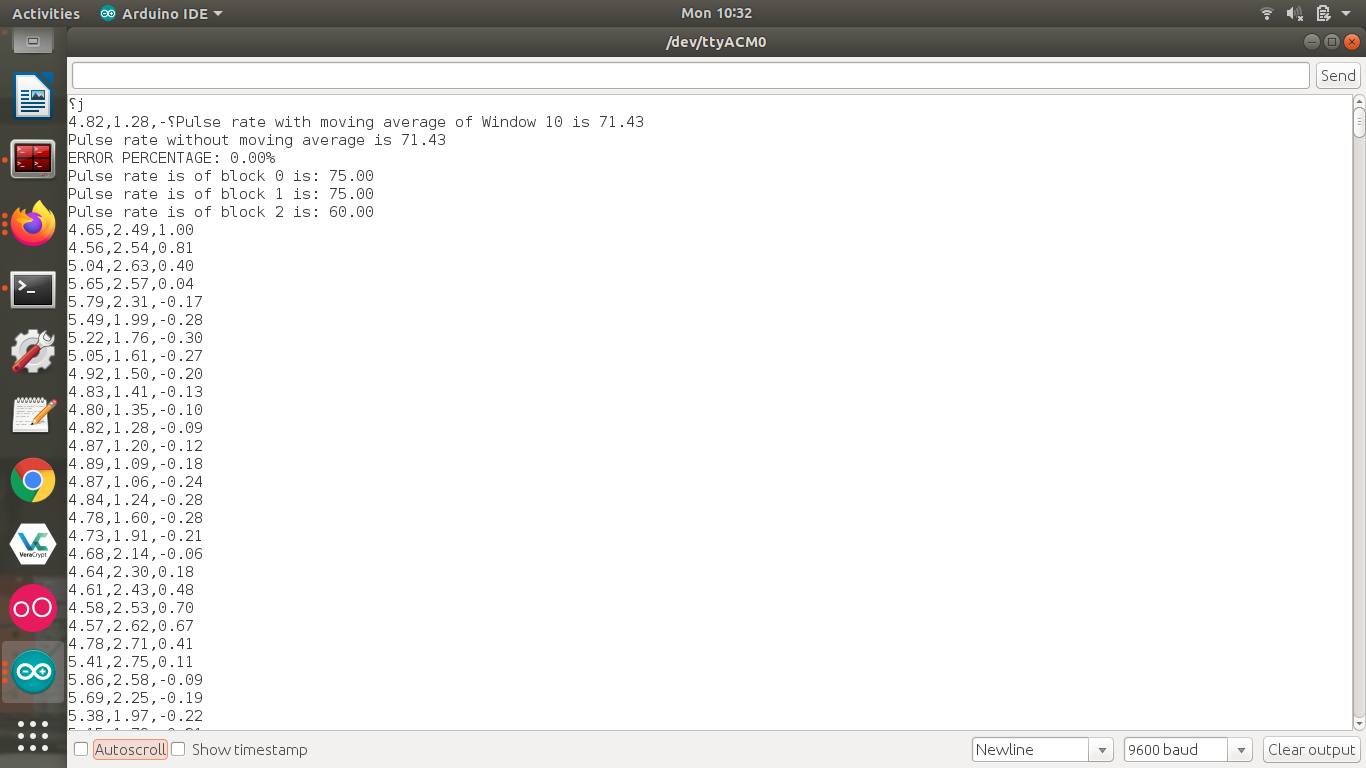 Activities
Arduino IDE
Mon 10:32
/dev/ttyACM0
Send
⸮j
4.82,1.28,-⸮Pulse rate with moving average of Window 10 is 71.43
Pulse rate without moving average is 71.43
ERROR PERCENTAGE: 0.00%
Pulse rate is of block 0 is: 75.00
Pulse rate is of block 1 is: 75.00
Pulse rate is of block 2 is: 60.00
4.65,2.49,1.00
4.56,2.54,0.81
5.04,2.63,0.40
5.65,2.57,0.04
5.79,2.31,-0.17
5.49,1.99,-0.28
5.22,1.76,-0.30
5.05,1.61,-0.27
4.92,1.50,-0.20
4.83,1.41,-0.13
4.80,1.35,-0.10
4.82,1.28,-0.09
4.87,1.20,-0.12
4.89,1.09,-0.18
4.87,1.06,-0.24
4.84,1.24,-0.28
4.78,1.60,-0.28
4.73,1.91,-0.21
4.68,2.14,-0.06
4.64,2.30,0.18
4.61,2.43,0.48
4.58,2.53,0.70
4.57,2.62,0.67
4.78,2.71,0.41
5.41,2.75,0.11
5.86,2.58,-0.09
5.69,2.25,-0.19
5.38,1.97,-0.22
VeraCrypt
Autoscroll
Show timestamp
Newline
9600 baud
Clear output